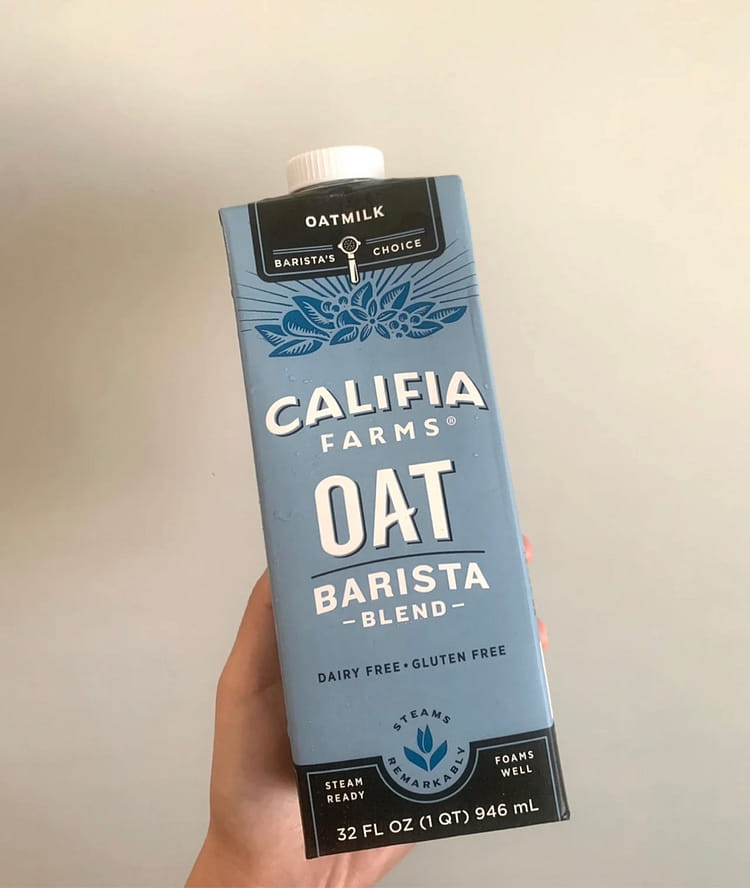 OATMILK
BARISTA'S CHOICE
CALIFIA
FARMS®
OAT
BARISTA
–BLEND–
DAIRY FREE • GLUTEN FREE
STEAMS
REMARKABLY
STEAM
READY
FOAMS
WELL
32 FL OZ (1 QT) 946 mL